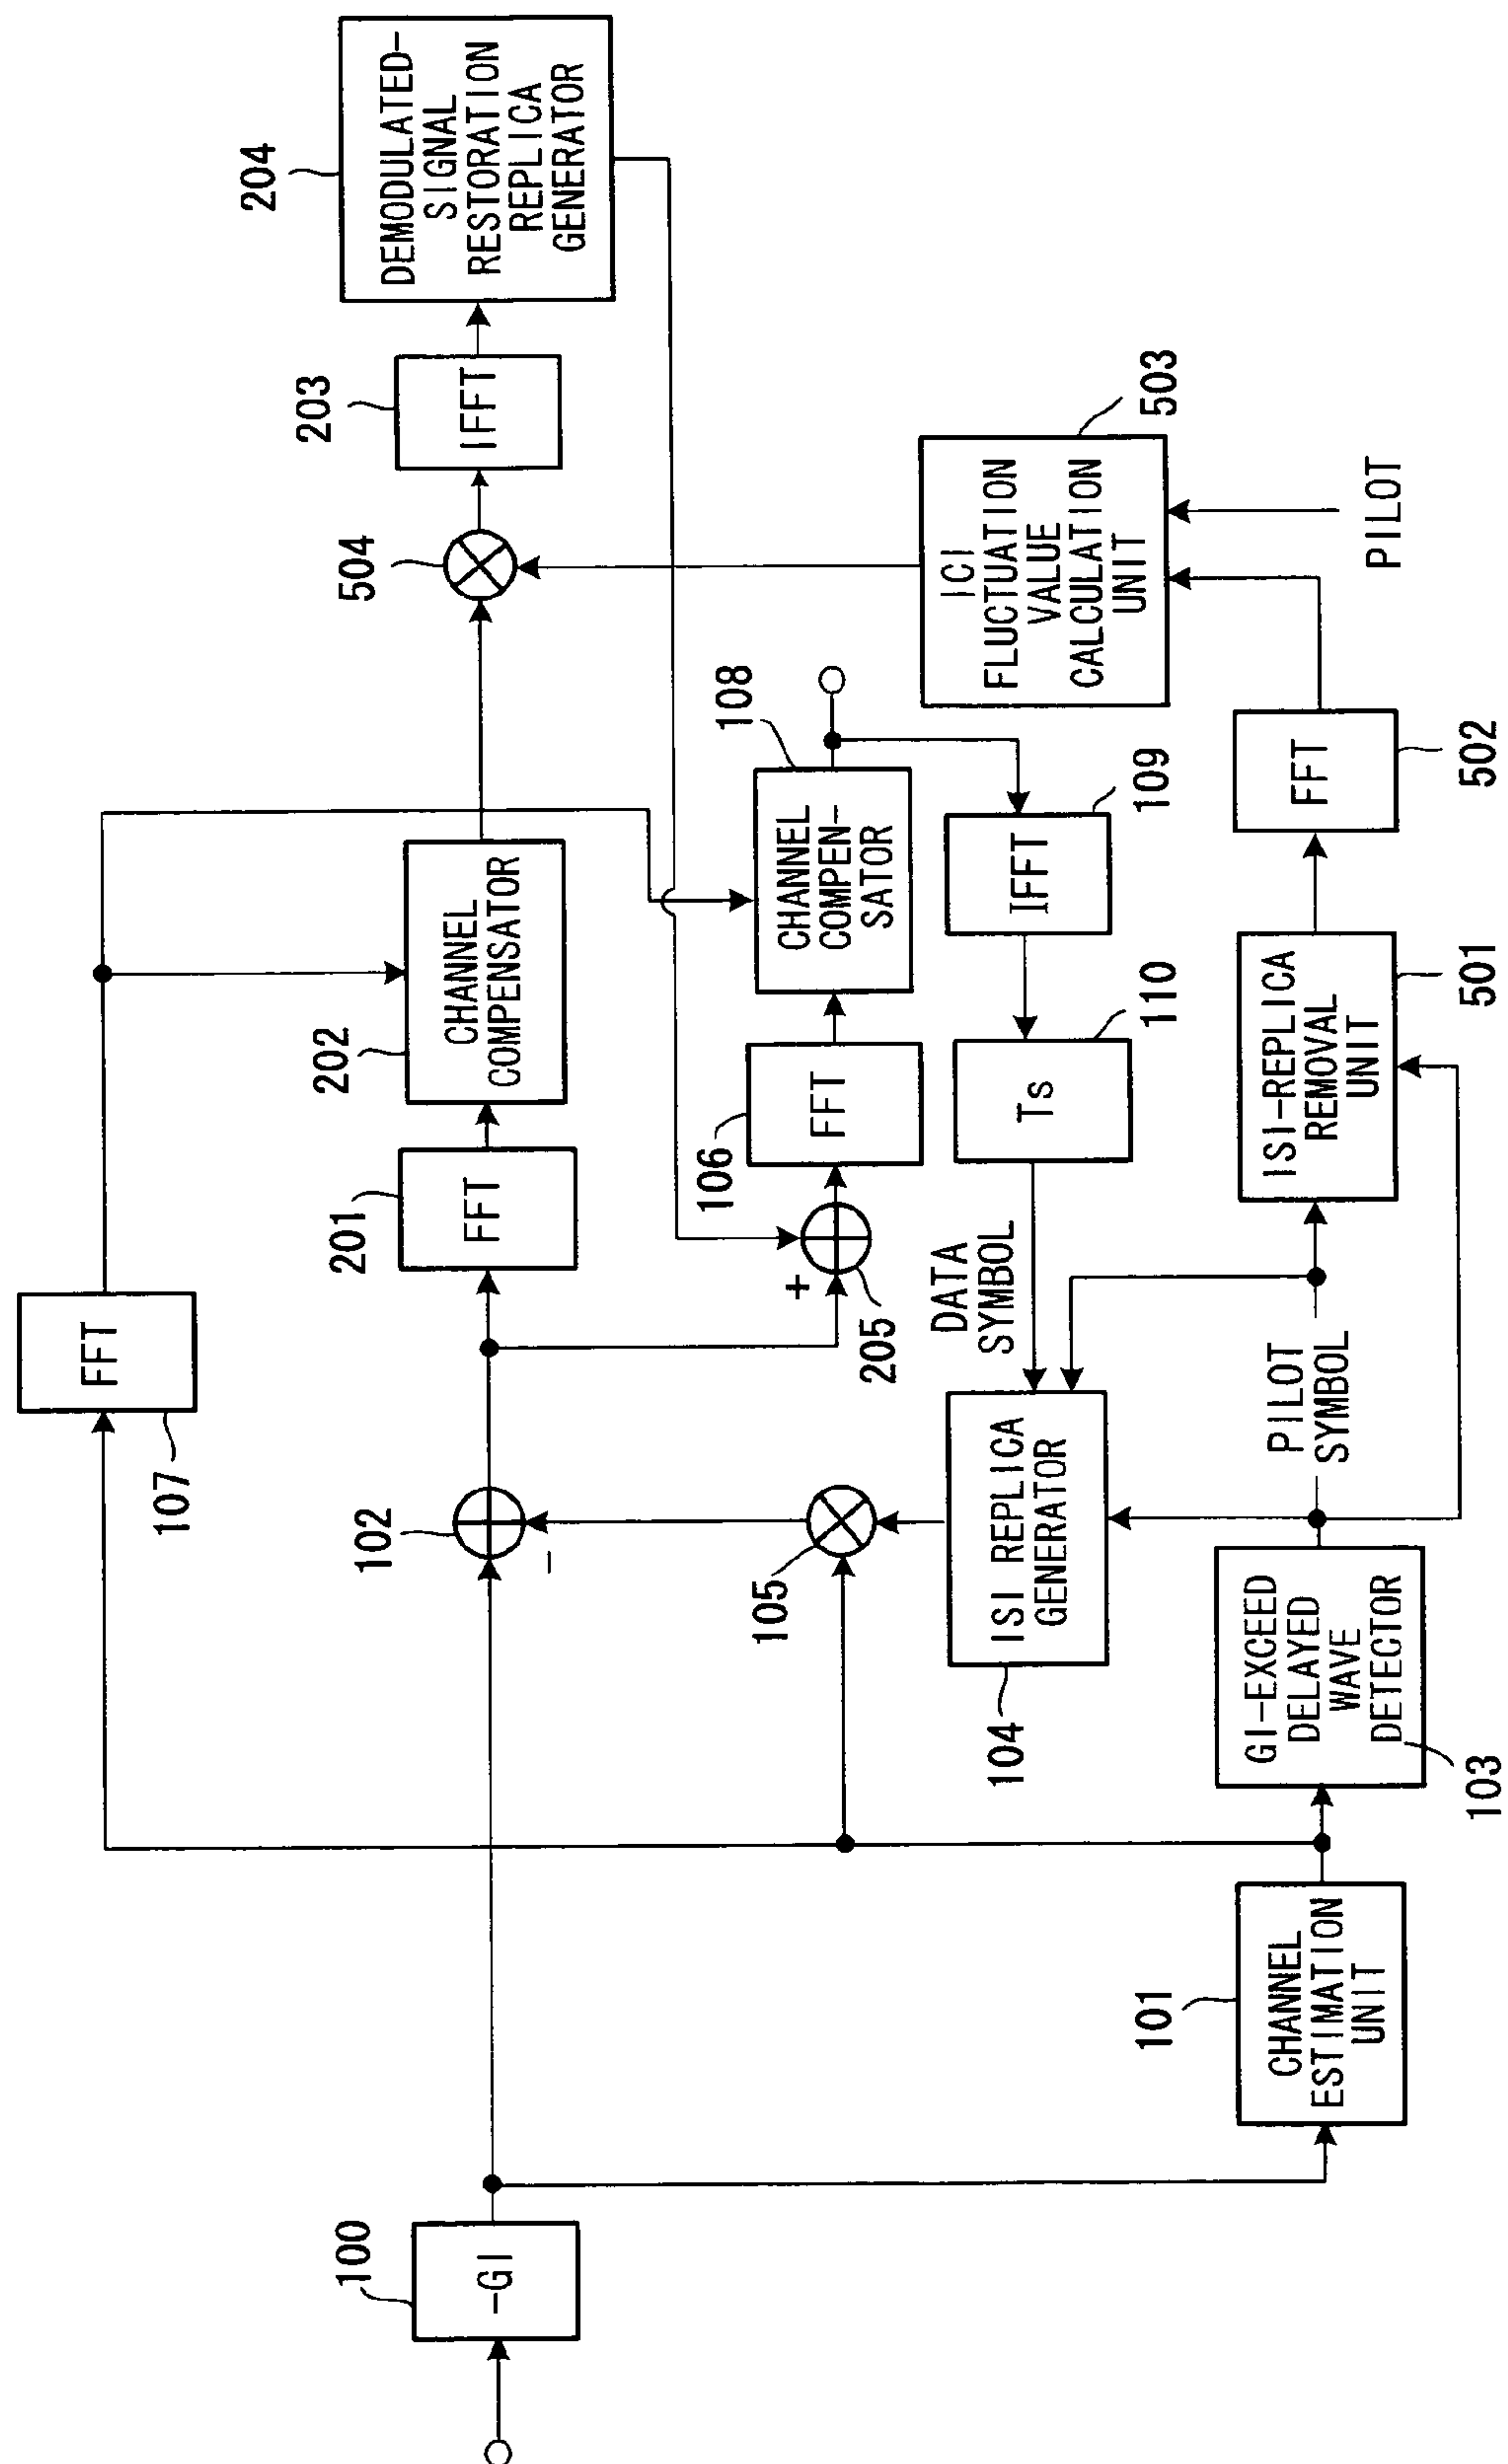 100
-GI
101
CHANNEL
ESTIMATION
UNIT
102
-
103
GI-EXCEED
DELAYED
WAVE
DETECTOR
104
ISI REPLICA
GENERATOR
105
107
FFT
201
FFT
202
CHANNEL
COMPENSATOR
205
+
106
FFT
108
CHANNEL
COMPEN-
SATOR
109
IFFT
110
Ts
DATA
SYMBOL
PILOT
SYMBOL
501
ISI-REPLICA
REMOVAL
UNIT
502
FFT
503
ICI
FLUCTUATION
VALUE
CALCULATION
UNIT
PILOT
504
203
IFFT
204
DEMODULATED-
SIGNAL
RESTORATION
REPLICA
GENERATOR